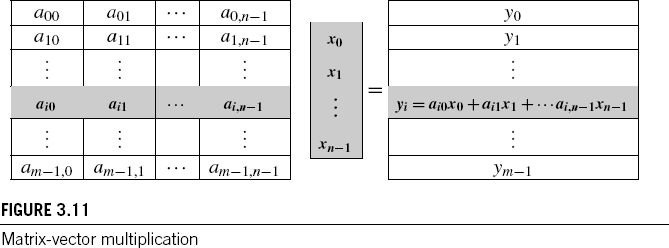 a₀₀ a₀₁ ⋯ a₀,ₙ₋₁ y₀
a₁₀ a₁₁ ⋯ a₁,ₙ₋₁ x₀ y₁
⋮ ⋮ ⋮ x₁ ⋮
aᵢ₀ aᵢ₁ ⋯ aᵢ,ₙ₋₁ ⋮ = yᵢ = aᵢ₀x₀ + aᵢ₁x₁ + ⋯aᵢ,ₙ₋₁xₙ₋₁
⋮ ⋮ ⋮ xₙ₋₁ ⋮
aₘ₋₁,₀ aₘ₋₁,₁ ⋯ aₘ₋₁,ₙ₋₁ yₘ₋₁
FIGURE 3.11
Matrix-vector multiplication